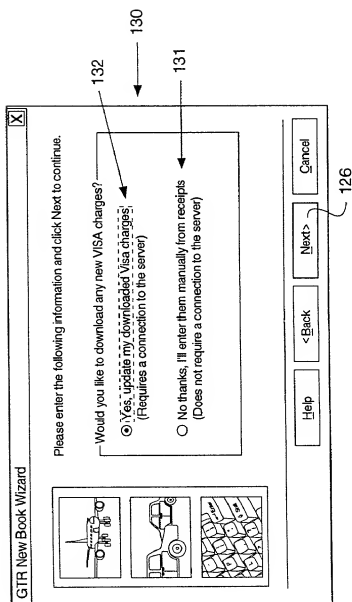 GTR New Book Wizard
X
Please enter the following information and click Next to continue.
Would you like to download any new VISA charges?
Yes, update my downloaded Visa charges
(Requires a connection to the server)
No thanks, I'll enter them manually from receipts
(Does not require a connection to the server)
Help
<Back
Next>
Cancel
132
130
131
126